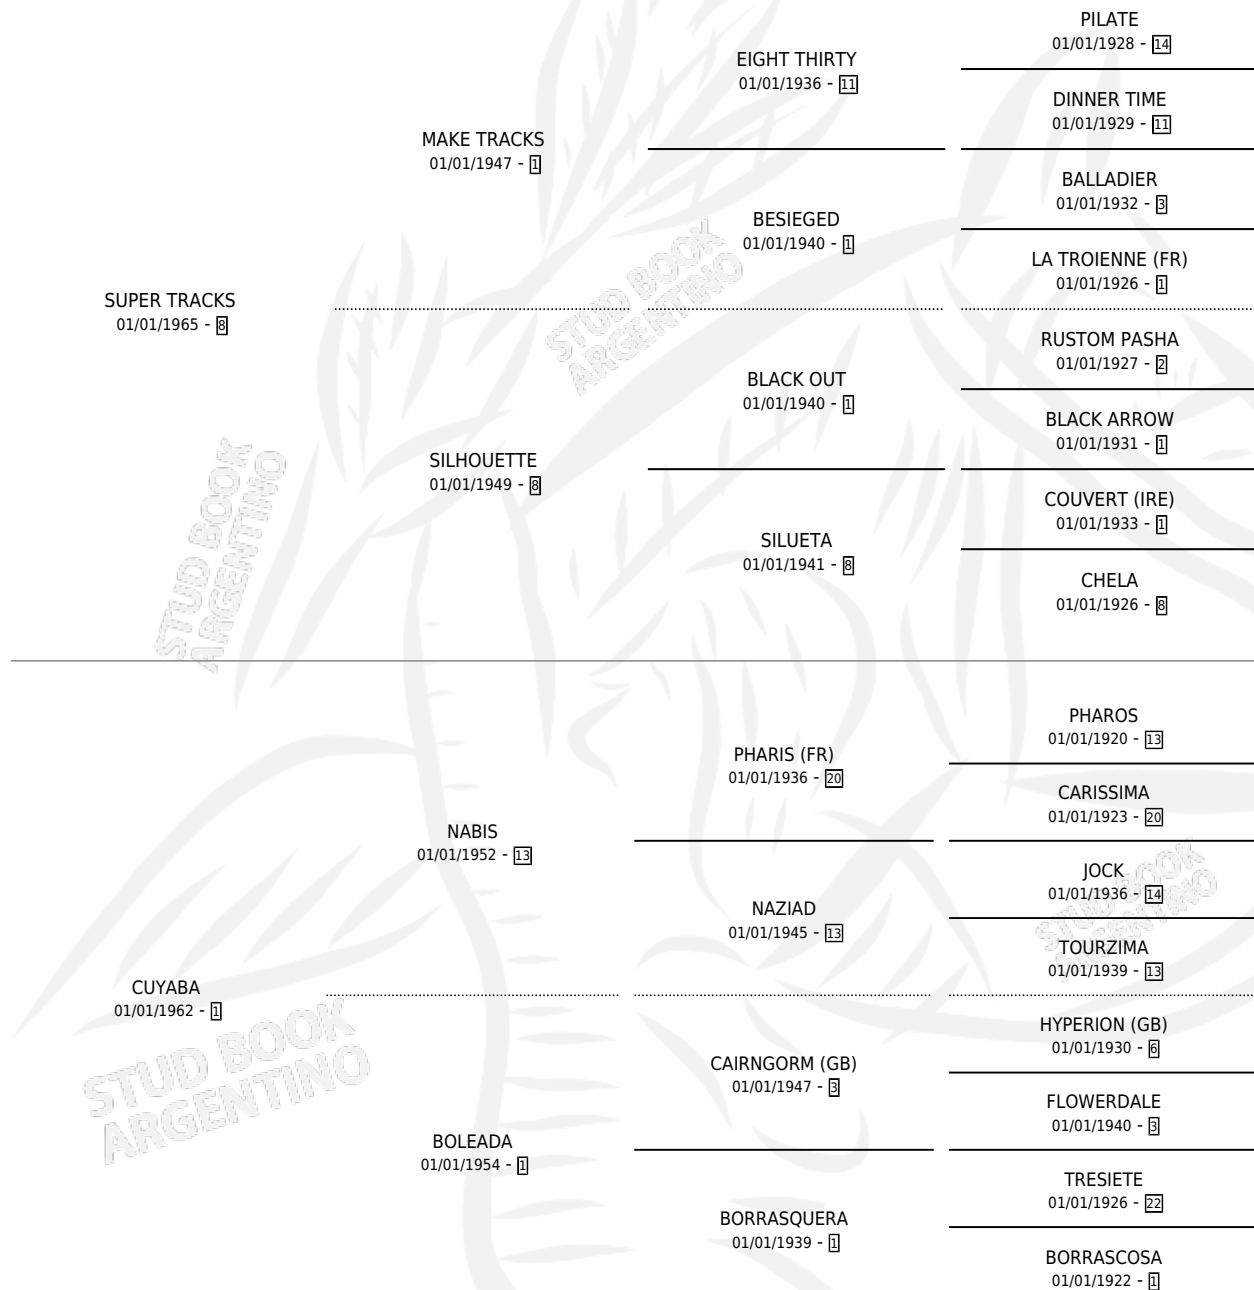 PILATE
01/01/1928 - 14
EIGHT THIRTY
01/01/1936 - 11
DINNER TIME
01/01/1929 - 11
MAKE TRACKS
01/01/1947 - 1
BALLADIER
01/01/1932 - 3
BESIEGED
01/01/1940 - 1
LA TROIENNE (FR)
01/01/1926 - 1
SUPER TRACKS
01/01/1965 - 8
RUSTOM PASHA
01/01/1927 - 2
BLACK OUT
01/01/1940 - 1
BLACK ARROW
01/01/1931 - 1
SILHOUETTE
01/01/1949 - 8
COUVERT (IRE)
01/01/1933 - 1
SILUETA
01/01/1941 - 8
CHELA
01/01/1926 - 8
PHAROS
01/01/1920 - 13
PHARIS (FR)
01/01/1936 - 20
CARISSIMA
01/01/1923 - 20
NABIS
01/01/1952 - 13
JOCK
01/01/1936 - 14
NAZIAD
01/01/1945 - 13
TOURZIMA
01/01/1939 - 13
CUYABA
01/01/1962 - 1
HYPERION (GB)
01/01/1930 - 6
CAIRNGORM (GB)
01/01/1947 - 3
FLOWERDALE
01/01/1940 - 3
BOLEADA
01/01/1954 - 1
TRESIETE
01/01/1926 - 22
BORRASQUERA
01/01/1939 - 1
BORRASCOSA
01/01/1922 - 1
STUD BOOK
ARGENTINO
STUD BOOK
ARGENTINO
STUD BOOK
ARGENTINO
STUD BOOK
ARGENTINO